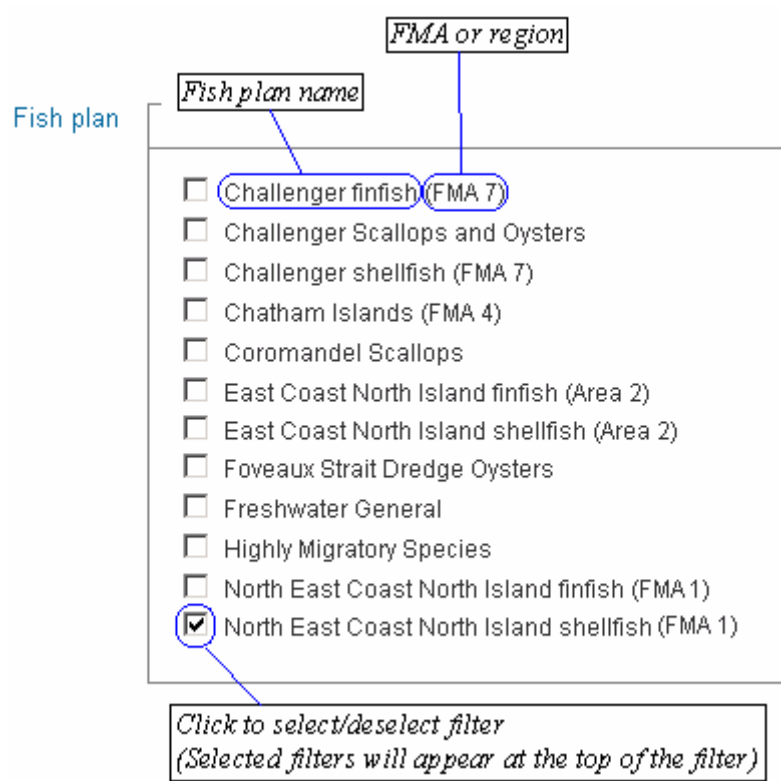 FMA or region
Fish plan name
Fish plan
Challenger finfish (FMA 7)
Challenger Scallops and Oysters
Challenger shellfish (FMA 7)
Chatham Islands (FMA 4)
Coromandel Scallops
East Coast North Island finfish (Area 2)
East Coast North Island shellfish (Area 2)
Foveaux Strait Dredge Oysters
Freshwater General
Highly Migratory Species
North East Coast North Island finfish (FMA 1)
North East Coast North Island shellfish (FMA 1)
Click to select/deselect filter
(Selected filters will appear at the top of the filter)